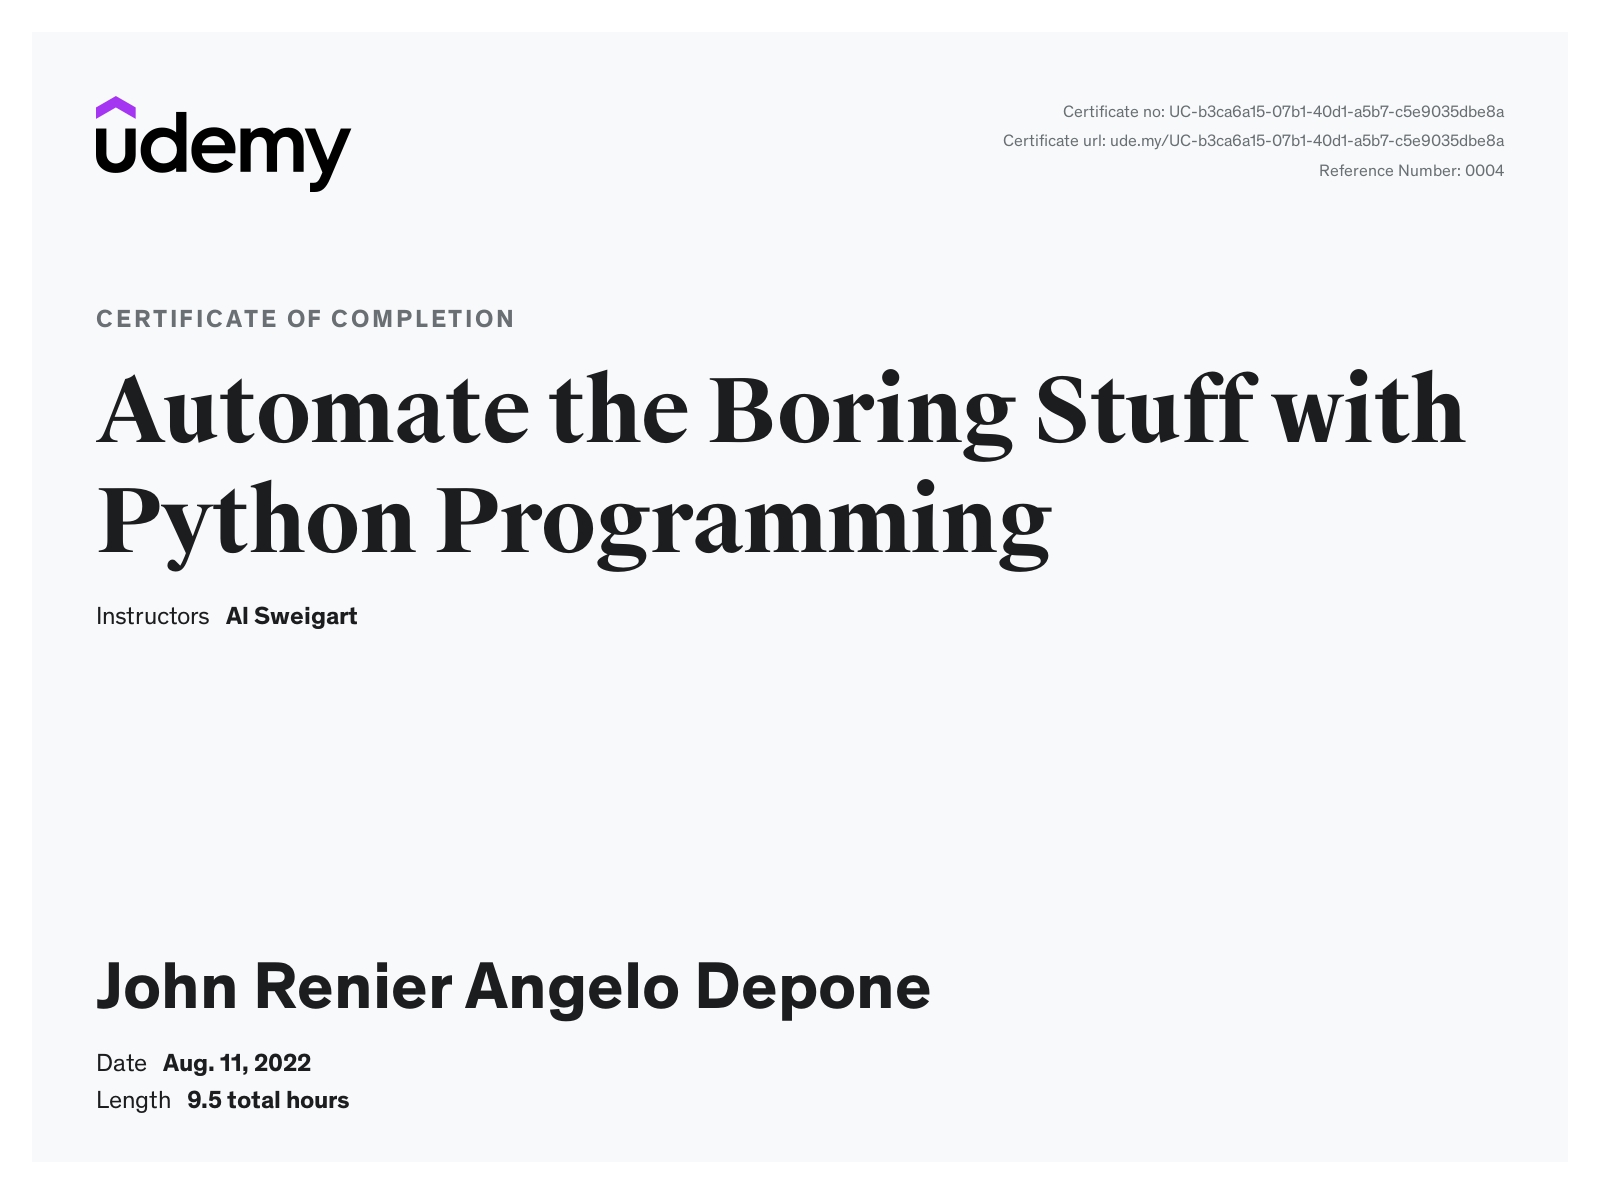 udemy
Certificate no: UC-b3ca6a15-07b1-40d1-a5b7-c5e9035dbe8a
Certificate url: ude.my/UC-b3ca6a15-07b1-40d1-a5b7-c5e9035dbe8a
Reference Number: 0004
CERTIFICATE OF COMPLETION
Automate the Boring Stuff with
Python Programming
Instructors Al Sweigart
John Renier Angelo Depone
Date Aug. 11, 2022
Length 9.5 total hours